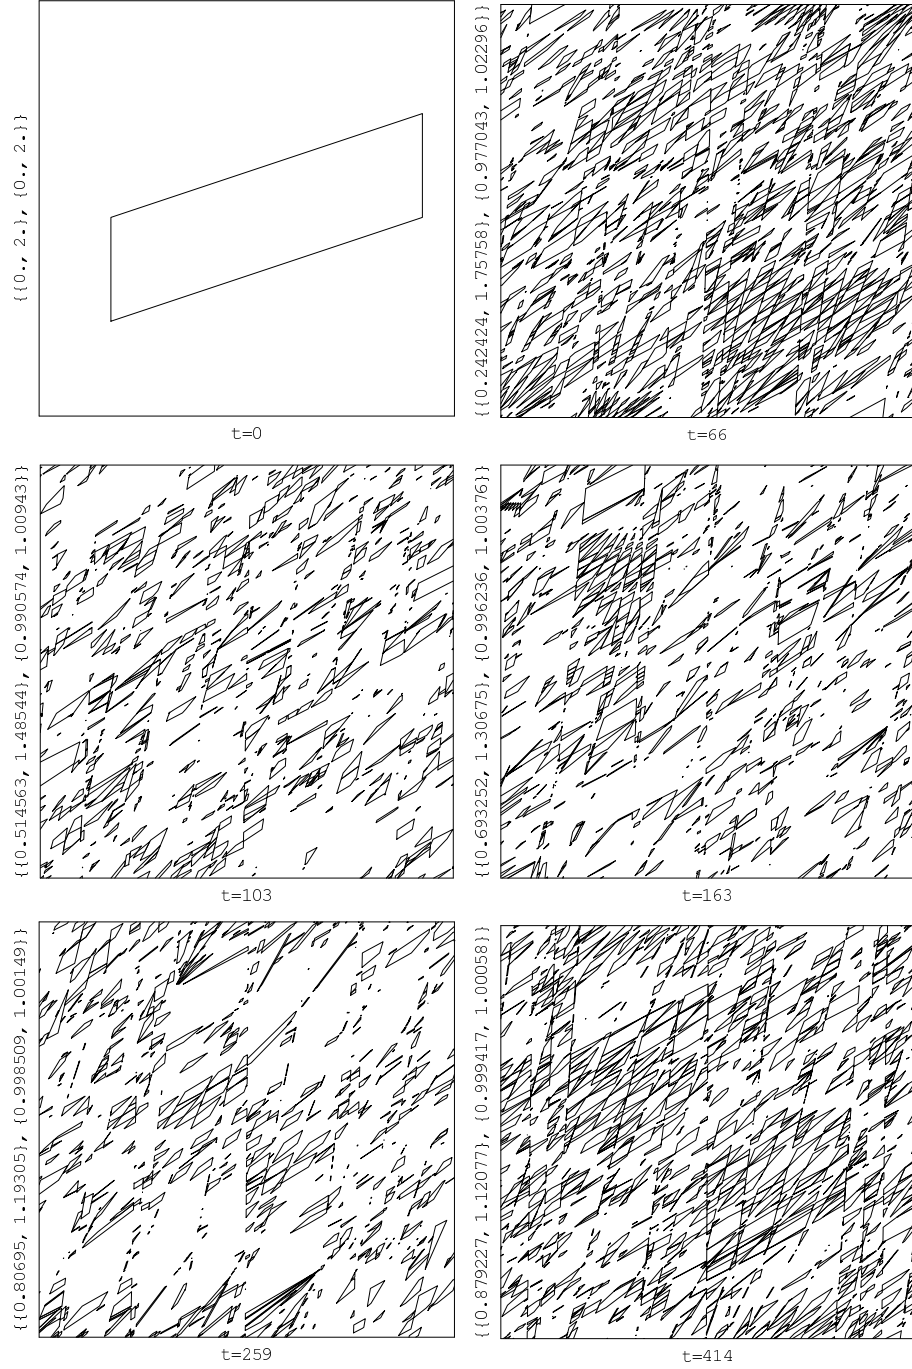 {{0., 2.}, {0., 2.}}
t=0
{{0.242424, 1.75758}, {0.977043, 1.02296}}
t=66
{{0.514563, 1.48544}, {0.990574, 1.00943}}
t=103
{{0.693252, 1.30675}, {0.996236, 1.00376}}
t=163
{{0.80695, 1.19305}, {0.998509, 1.00149}}
t=259
{{0.879227, 1.12077}, {0.999417, 1.00058}}
t=414